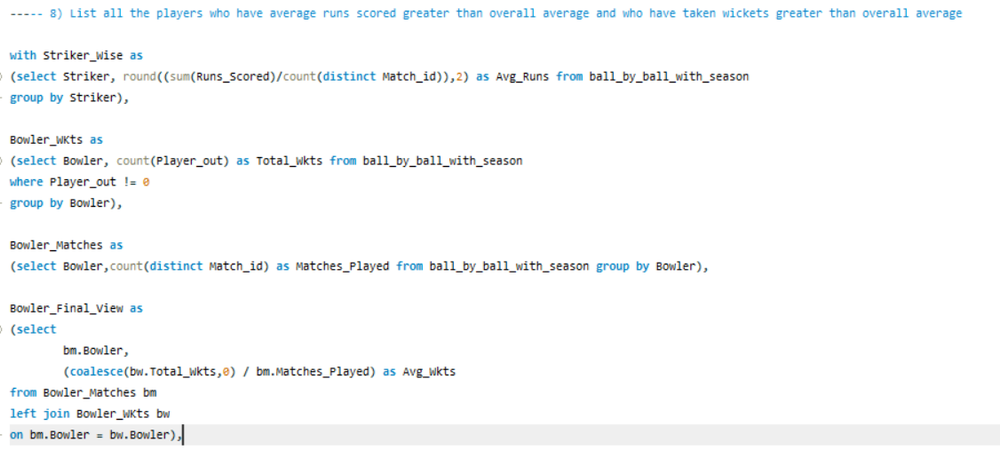 ----- 8) List all the players who have average runs scored greater than overall average and who have taken wickets greater than overall average
with Striker_Wise as
(select Striker, round((sum(Runs_Scored)/count(distinct Match_id)),2) as Avg_Runs from ball_by_ball_with_season
group by Striker),
Bowler_WKts as
(select Bowler, count(Player_out) as Total_Wkts from ball_by_ball_with_season
where Player_out != 0
group by Bowler),
Bowler_Matches as
(select Bowler,count(distinct Match_id) as Matches_Played from ball_by_ball_with_season group by Bowler),
Bowler_Final_View as
(select
bm.Bowler,
(coalesce(bw.Total_Wkts,0) / bm.Matches_Played) as Avg_Wkts
from Bowler_Matches bm
left join Bowler_WKts bw
on bm.Bowler = bw.Bowler),